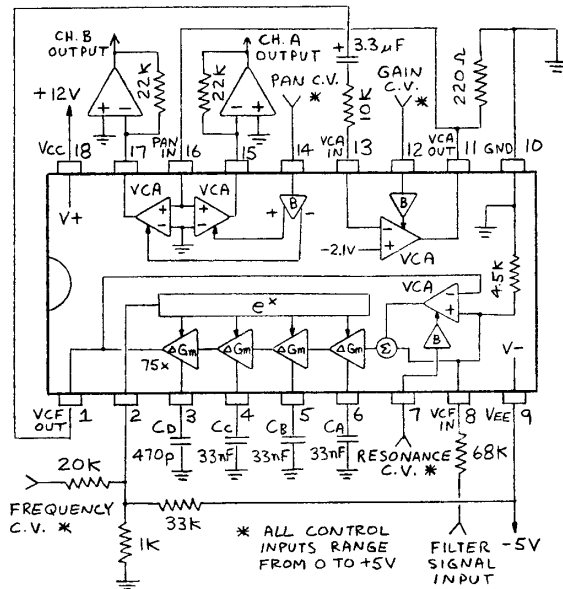 CH. B
OUTPUT
22K
CH. A
OUTPUT
22K
+
3.3µF
PAN C.V.
*
10K
GAIN
C.V. *
220Ω
+12V
VCC
18
17
PAN
IN
16
15
14
VCA
IN
13
12
VCA
OUT
11
GND
10
V+
VCA
VCA
+
-
B
-2.1V
B
VCA
VCA
4.5K
e^x
75x
ΔGm
ΔGm
ΔGm
ΔGm
Σ
B
V-
VCF
OUT
1
2
3
4
5
6
7
VCF
IN
8
VEE
9
CD
470p
CC
33nF
CB
33nF
CA
33nF
RESONANCE
C.V. *
68K
20K
FREQUENCY
C.V. *
33K
1K
* ALL CONTROL
INPUTS RANGE
FROM 0 TO +5V
FILTER
SIGNAL
INPUT
-5V